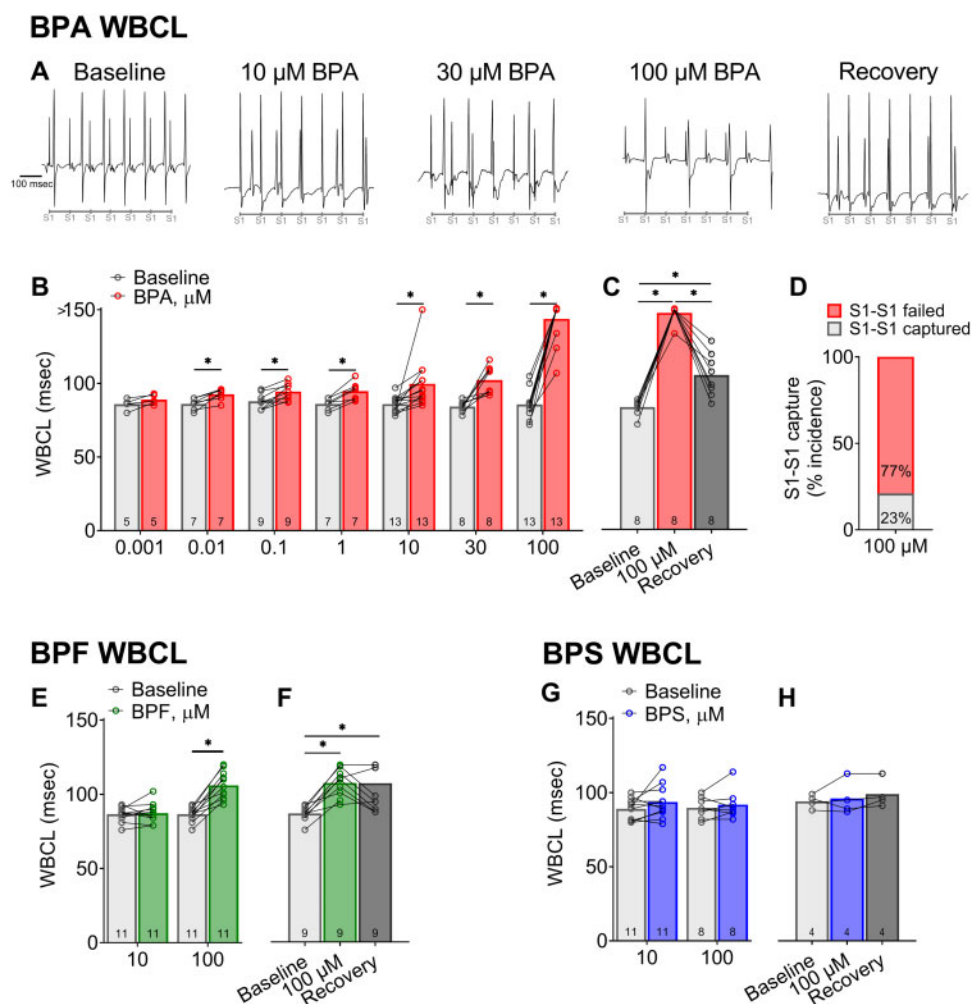 BPA WBCL
A
Baseline
10 µM BPA
30 µM BPA
100 µM BPA
Recovery
100 msec
S1 S1 S1 S1 S1 S1 S1
S1 S1 S1 S1 S1 S1 S1
S1 S1 S1 S1 S1 S1 S1
S1 S1 S1 S1 S1 S1 S1
S1 S1 S1 S1 S1 S1 S1
B
Baseline
BPA, µM
WBCL (msec)
>150
100
50
0
5 5 7 7 9 9 7 7 13 13 8 8 13 13
0.001 0.01 0.1 1 10 30 100
* * * * * *
C
* * *
8 8 8
Baseline
100 µM
Recovery
D
S1-S1 failed
S1-S1 captured
S1-S1 capture
(% incidence)
100
50
0
77%
23%
100 µM
BPF WBCL
E
Baseline
BPF, µM
WBCL (msec)
150
100
50
0
*
11 11 11 11
10 100
F
* *
9 9 9
Baseline
100 µM
Recovery
BPS WBCL
G
Baseline
BPS, µM
WBCL (msec)
150
100
50
0
11 11 8 8
10 100
H
4 4 4
Baseline
100 µM
Recovery